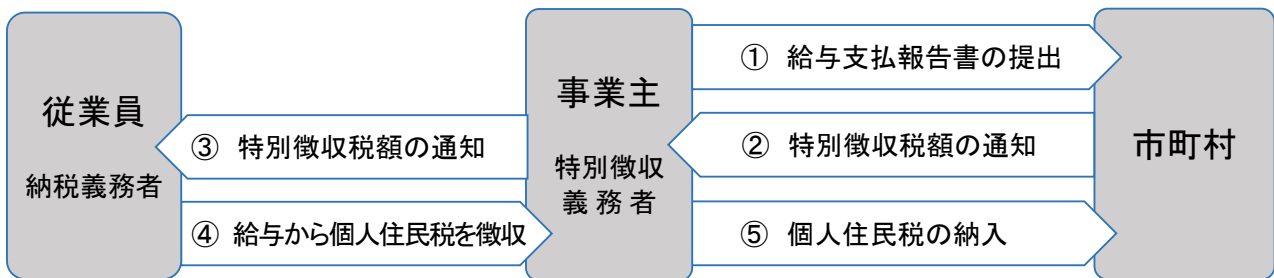 従業員
納税義務者
③ 特別徴収税額の通知
④ 給与から個人住民税を徴収
事業主
特別徴収
義務者
① 給与支払報告書の提出
② 特別徴収税額の通知
⑤ 個人住民税の納入
市町村